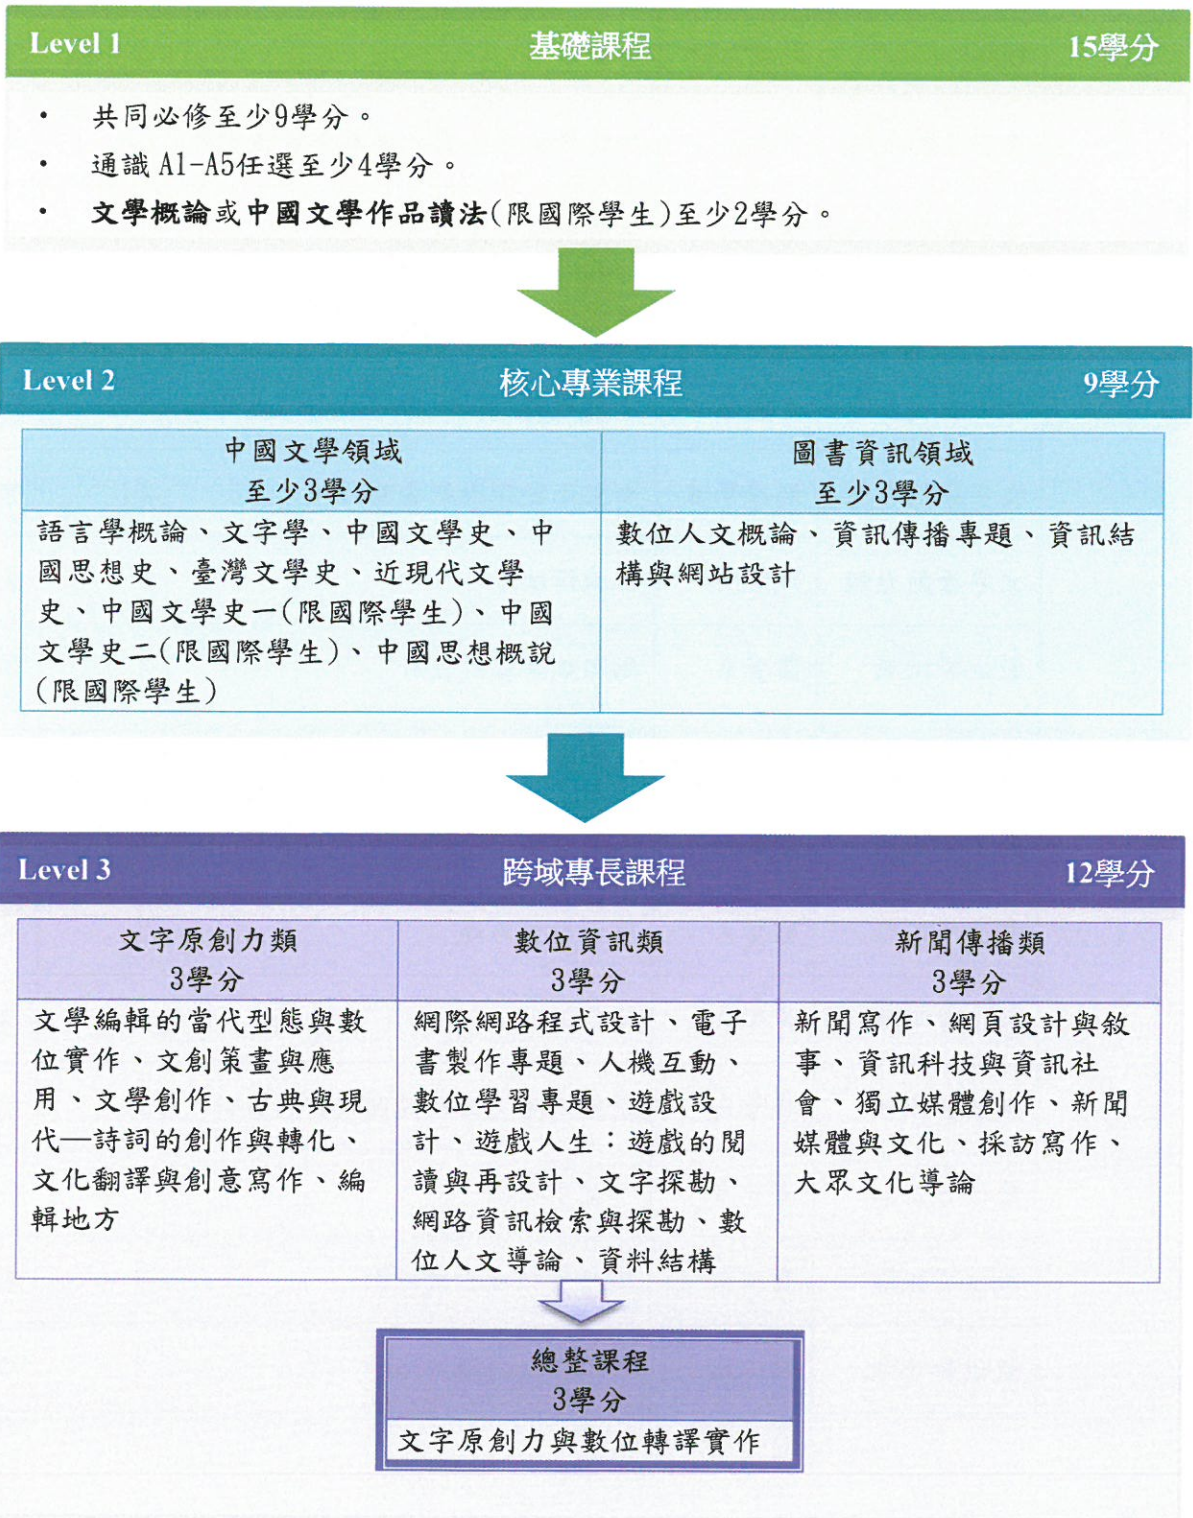 Level 1 基礎課程 15學分
• 共同必修至少9學分。
• 通識 A1-A5任選至少4學分。
• 文學概論或中國文學作品讀法(限國際學生)至少2學分。
Level 2 核心專業課程 9學分
中國文學領域
至少3學分
語言學概論、文字學、中國文學史、中
國思想史、臺灣文學史、近現代文學
史、中國文學史一(限國際學生)、中國
文學史二(限國際學生)、中國思想概說
(限國際學生)
圖書資訊領域
至少3學分
數位人文概論、資訊傳播專題、資訊結
構與網站設計
Level 3 跨域專長課程 12學分
文字原創力類
3學分
文學編輯的當代型態與數
位實作、文創策畫與應
用、文學創作、古典與現
代—詩詞的創作與轉化、
文化翻譯與創意寫作、編
輯地方
數位資訊類
3學分
網際網路程式設計、電子
書製作專題、人機互動、
數位學習專題、遊戲設
計、遊戲人生：遊戲的閱
讀與再設計、文字探勘、
網路資訊檢索與探勘、數
位人文導論、資料結構
新聞傳播類
3學分
新聞寫作、網頁設計與敘
事、資訊科技與資訊社
會、獨立媒體創作、新聞
媒體與文化、採訪寫作、
大眾文化導論
總整課程
3學分
文字原創力與數位轉譯實作